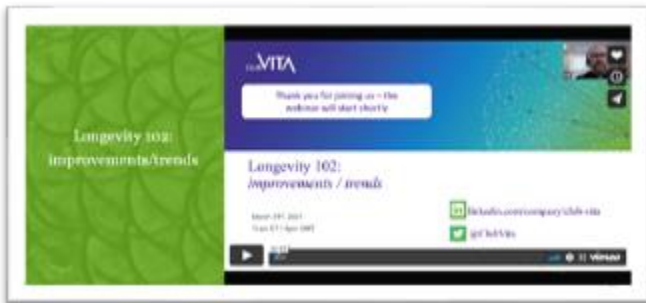 Longevity 102:
improvements/trends
VITA
Thank you for joining us – the
webinar will start shortly
Longevity 102:
improvements / trends
linkedin.com/company/club-vita
vimeo